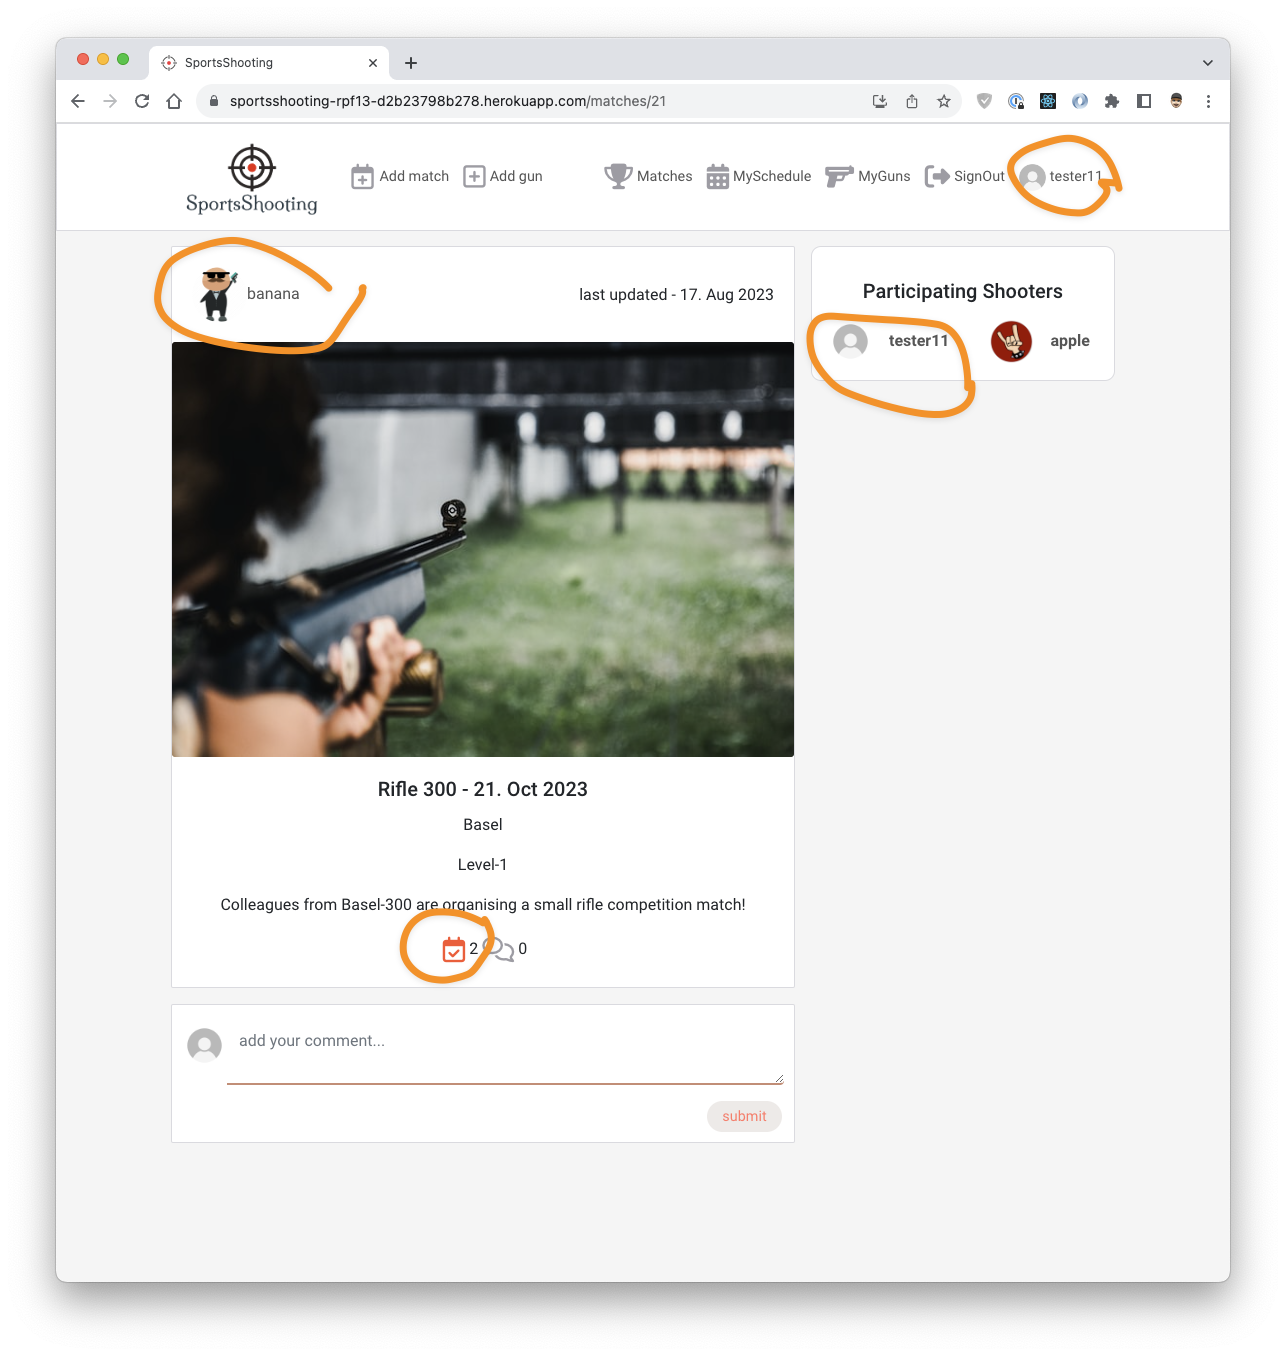 SportsShooting
sportsshooting-rpf13-d2b23798b278.herokuapp.com/matches/21
SportsShooting
Add match
Add gun
Matches
MySchedule
MyGuns
SignOut
tester11
banana
last updated - 17. Aug 2023
Participating Shooters
tester11
apple
Rifle 300 - 21. Oct 2023
Basel
Level-1
Colleagues from Basel-300 are organising a small rifle competition match!
2
0
add your comment...
submit